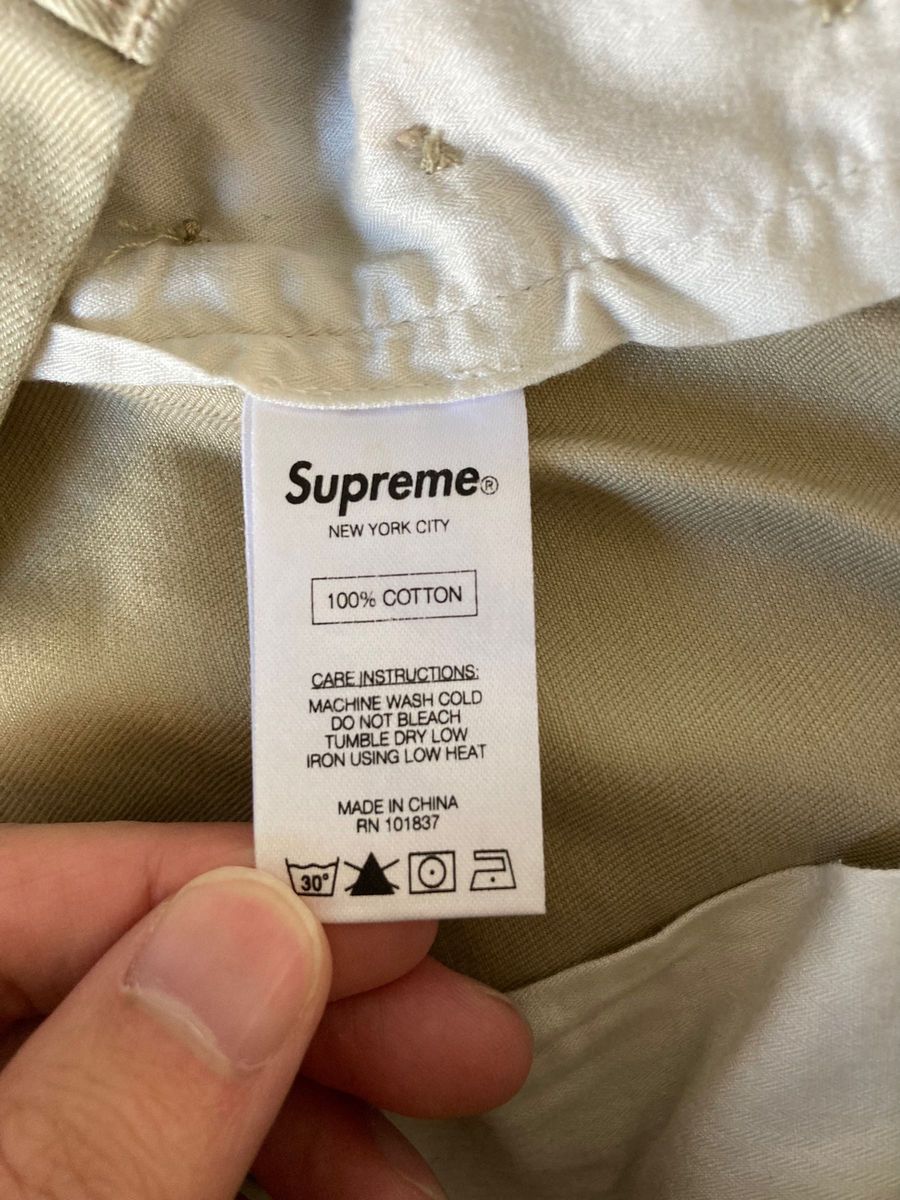 Supreme®
NEW YORK CITY
100% COTTON
CARE INSTRUCTIONS:
MACHINE WASH COLD
DO NOT BLEACH
TUMBLE DRY LOW
IRON USING LOW HEAT
MADE IN CHINA
RN 101837
30°